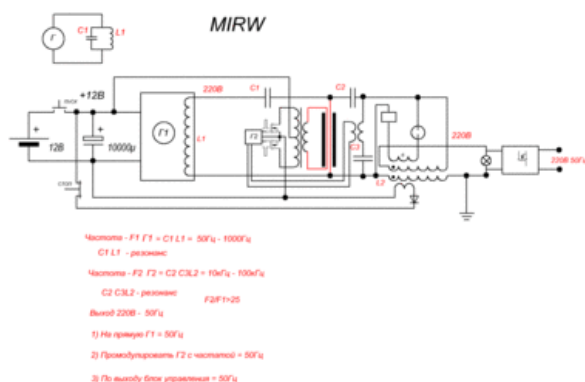 MIRW
Г
C1
L1
+12В
ПУСК
220В
C1
C2
+
12В
10000µ
Г1
L1
Г2
C3
220В
L2
220В 50Гц
СТОП
Частота - F1 Г1 = C1 L1 = 50Гц - 1000Гц
C1 L1 - резонанс
Частота - F2 Г2 = C2 C3L2 = 10кГц - 100кГц
C2 C3L2 - резонанс
F2/F1>25
Выход 220В - 50Гц
1) На прямую Г1 = 50Гц
2) Промодулировать Г2 с частатой = 50Гц
3) По выходу блок управления = 50Гц